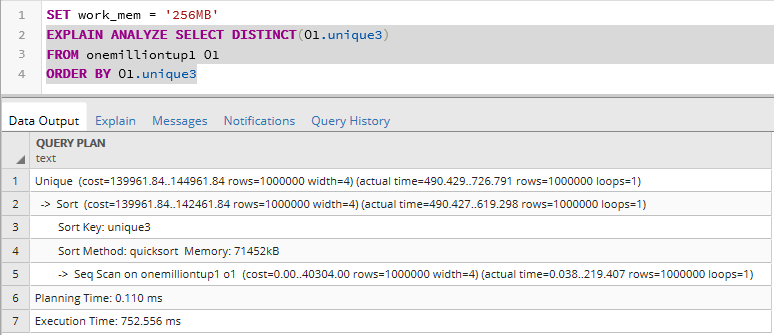 1 SET work_mem = '256MB'
2 EXPLAIN ANALYZE SELECT DISTINCT(O1.unique3)
3 FROM onemilliontup1 O1
4 ORDER BY O1.unique3
Data Output Explain Messages Notifications Query History
QUERY PLAN
text
1 Unique (cost=139961.84..144961.84 rows=1000000 width=4) (actual time=490.429..726.791 rows=1000000 loops=1)
2 -> Sort (cost=139961.84..142461.84 rows=1000000 width=4) (actual time=490.427..619.298 rows=1000000 loops=1)
3 Sort Key: unique3
4 Sort Method: quicksort Memory: 71452kB
5 -> Seq Scan on onemilliontup1 o1 (cost=0.00..40304.00 rows=1000000 width=4) (actual time=0.038..219.407 rows=1000000 loops=1)
6 Planning Time: 0.110 ms
7 Execution Time: 752.556 ms